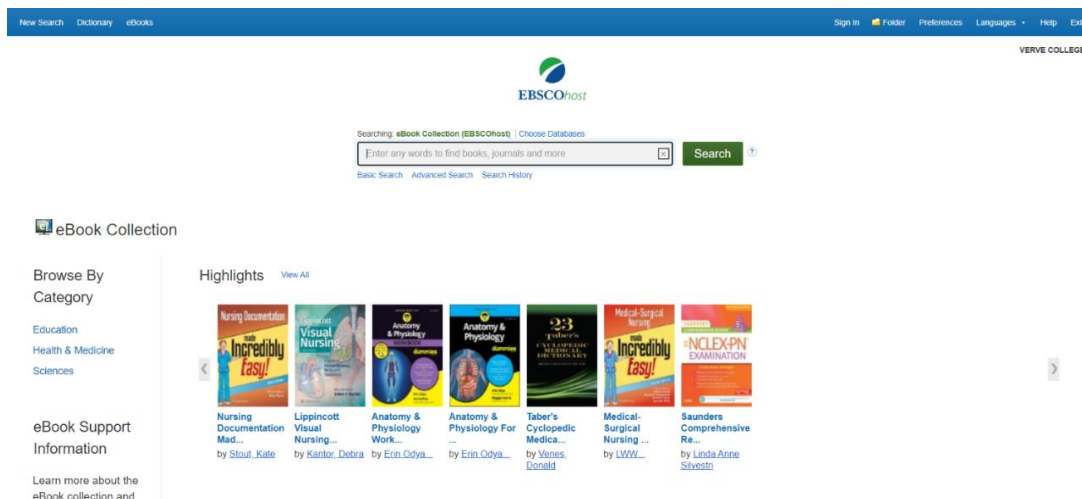 New Search Dictionary eBooks
Sign In Folder Preferences Languages Help Exi
VERVE COLLEGE
EBSCOhost
Searching: eBook Collection (EBSCOhost) | Choose Databases
Enter any words to find books, journals and more
Search
Basic Search Advanced Search Search History
eBook Collection
Browse By
Category
Education
Health & Medicine
Sciences
Highlights View All
Nursing Documentation
made
Incredibly
Easy!
Lippincott
Visual
Nursing
Anatomy
& Physiology
WORKBOOK
dummies
Anatomy &
Physiology
dummies
23
Taber's
CYCLOPEDIC
MEDICAL
DICTIONARY
Medical-Surgical
Nursing
made
Incredibly
Easy!
NCLEX-PN
EXAMINATION
Nursing
Documentation
Mad...
by Stout, Kate
Lippincott
Visual
Nursing...
by Kantor, Debra
Anatomy &
Physiology
Work...
by Erin Odya...
Anatomy &
Physiology For
...
by Erin Odya...
Taber's
Cyclopedic
Medica...
by Venes,
Donald
Medical-
Surgical
Nursing ...
by LWW...
Saunders
Comprehensive
Re...
by Linda Anne
Silvestri
eBook Support
Information
Learn more about the
eBook collection and